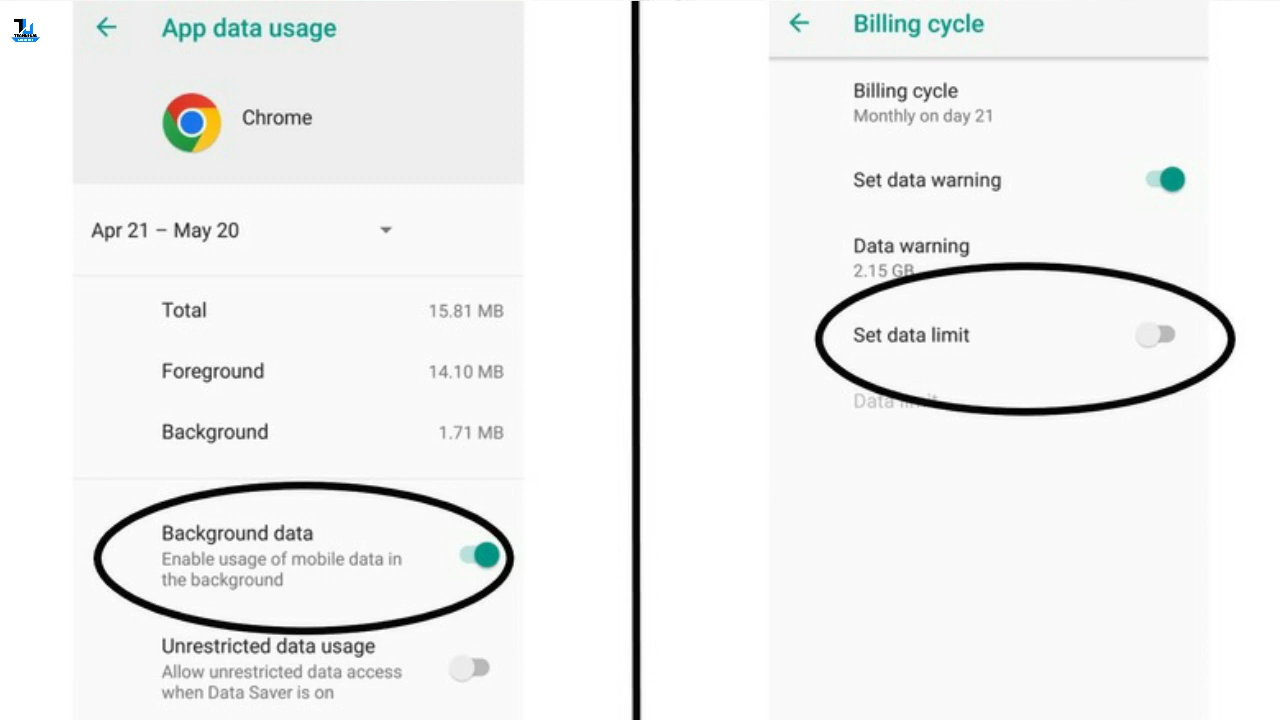 App data usage
Chrome
Apr 21 – May 20
Total 15.81 MB
Foreground 14.10 MB
Background 1.71 MB
Background data
Enable usage of mobile data in
the background
Unrestricted data usage
Allow unrestricted data access
when Data Saver is on
Billing cycle
Billing cycle
Monthly on day 21
Set data warning
Data warning
2.15 GB
Set data limit
Data limit